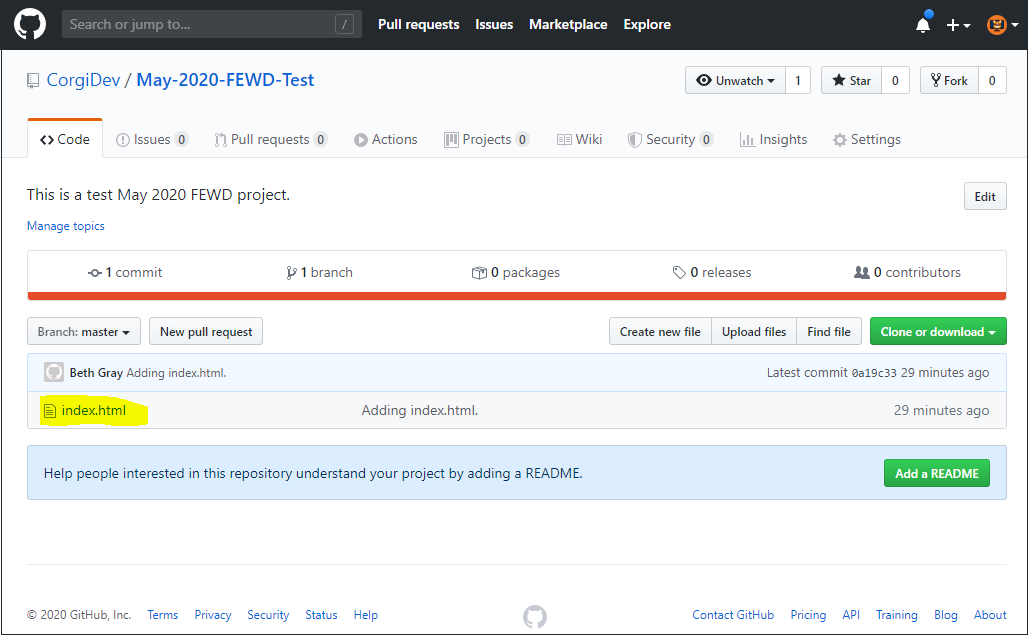 Search or jump to... / Pull requests Issues Marketplace Explore
CorgiDev / May-2020-FEWD-Test Unwatch 1 Star 0 Fork 0
Code Issues 0 Pull requests 0 Actions Projects 0 Wiki Security 0 Insights Settings
This is a test May 2020 FEWD project. Edit
Manage topics
1 commit 1 branch 0 packages 0 releases 0 contributors
Branch: master New pull request Create new file Upload files Find file Clone or download
Beth Gray Adding index.html. Latest commit 0a19c33 29 minutes ago
index.html Adding index.html. 29 minutes ago
Help people interested in this repository understand your project by adding a README. Add a README
© 2020 GitHub, Inc. Terms Privacy Security Status Help Contact GitHub Pricing API Training Blog About